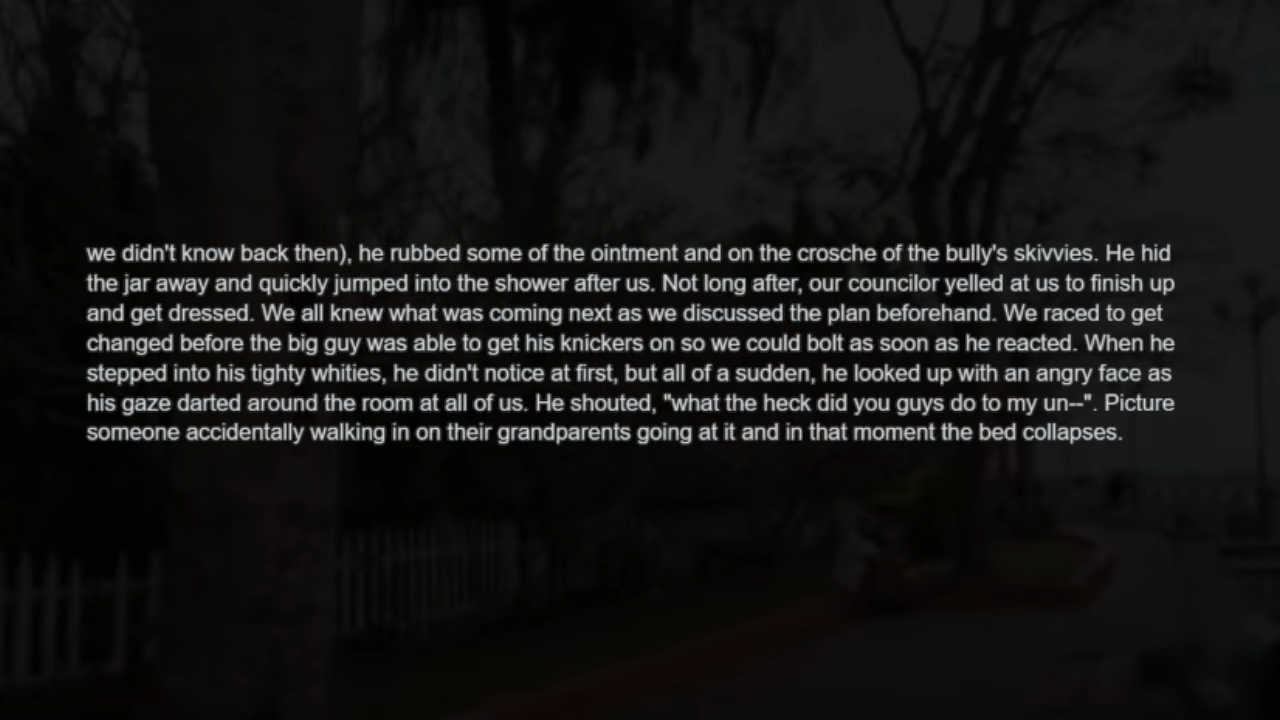 we didn't know back then), he rubbed some of the ointment and on the crosche of the bully's skivvies. He hid
the jar away and quickly jumped into the shower after us. Not long after, our councilor yelled at us to finish up
and get dressed. We all knew what was coming next as we discussed the plan beforehand. We raced to get
changed before the big guy was able to get his knickers on so we could bolt as soon as he reacted. When he
stepped into his tighty whities, he didn't notice at first, but all of a sudden, he looked up with an angry face as
his gaze darted around the room at all of us. He shouted, "what the heck did you guys do to my un--". Picture
someone accidentally walking in on their grandparents going at it and in that moment the bed collapses.